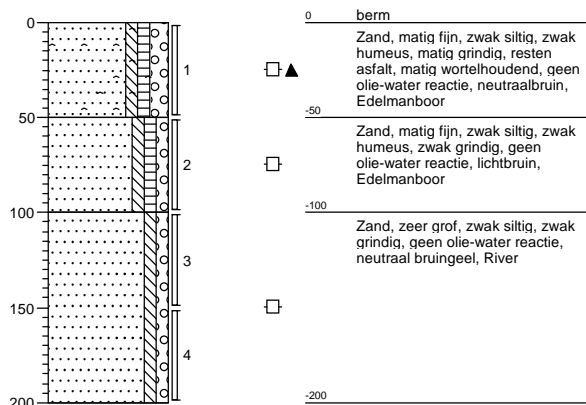 0
50
100
150
200
1
2
3
4
0 berm
Zand, matig fijn, zwak siltig, zwak
humeus, matig grindig, resten
asfalt, matig wortelhoudend, geen
olie-water reactie, neutraalbruin,
Edelmanboor
-50
Zand, matig fijn, zwak siltig, zwak
humeus, zwak grindig, geen
olie-water reactie, lichtbruin,
Edelmanboor
-100
Zand, zeer grof, zwak siltig, zwak
grindig, geen olie-water reactie,
neutraal bruingeel, River
-200